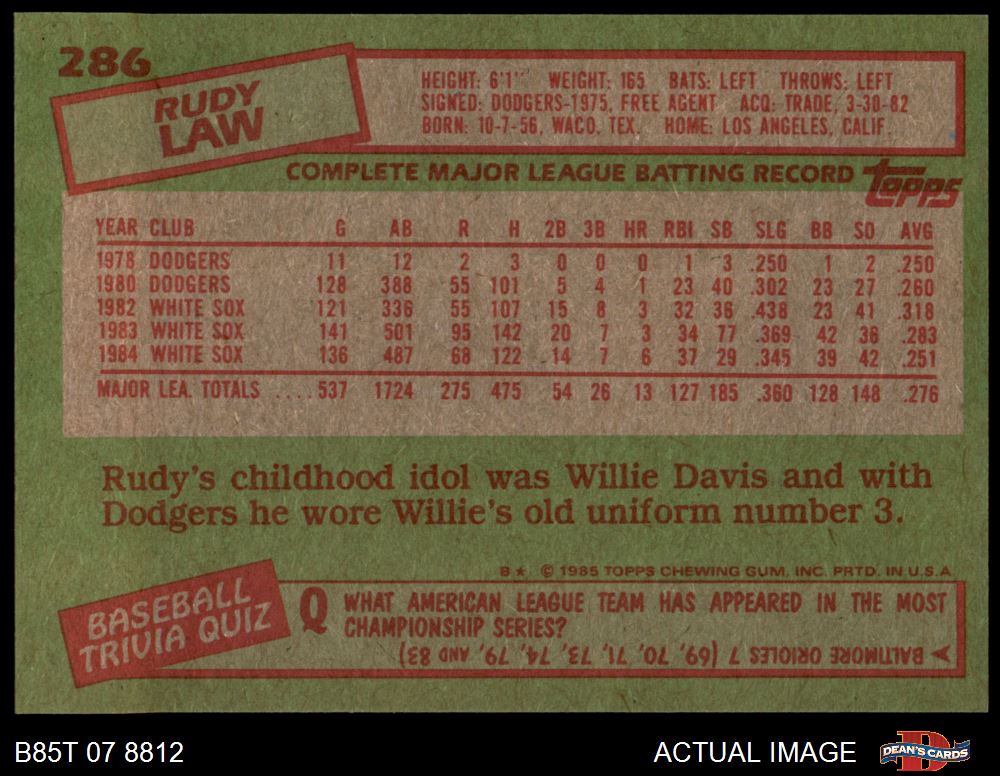 286
RUDY
LAW
HEIGHT: 6'1" WEIGHT: 165 BATS: LEFT THROWS: LEFT
SIGNED: DODGERS-1975, FREE AGENT ACQ: TRADE, 3-30-82
BORN: 10-7-56, WACO, TEX. HOME: LOS ANGELES, CALIF.
COMPLETE MAJOR LEAGUE BATTING RECORD topps
YEAR CLUB G AB R H 2B 3B HR RBI SB SLG BB SO AVG
1978 DODGERS 11 12 2 3 0 0 0 1 3 .250 1 2 .250
1980 DODGERS 128 388 55 101 5 4 1 23 40 .302 23 27 .260
1982 WHITE SOX 121 336 55 107 15 8 3 32 36 .438 23 41 .318
1983 WHITE SOX 141 501 95 142 20 7 3 34 77 .369 42 36 .283
1984 WHITE SOX 136 487 68 122 14 7 6 37 29 .345 39 42 .251
MAJOR LEA. TOTALS ....537 1724 275 475 54 26 13 127 185 .360 128 148 .276
Rudy's childhood idol was Willie Davis and with
Dodgers he wore Willie's old uniform number 3.
B★ © 1985 TOPPS CHEWING GUM, INC. PRTD. IN U.S.A.
BASEBALL
TRIVIA QUIZ
Q WHAT AMERICAN LEAGUE TEAM HAS APPEARED IN THE MOST
CHAMPIONSHIP SERIES?
BALTIMORE ORIOLES 7 (69, 70, 71, 73, 74, 79, AND 83)
B85T 07 8812
ACTUAL IMAGE
D
DEAN'S CARDS